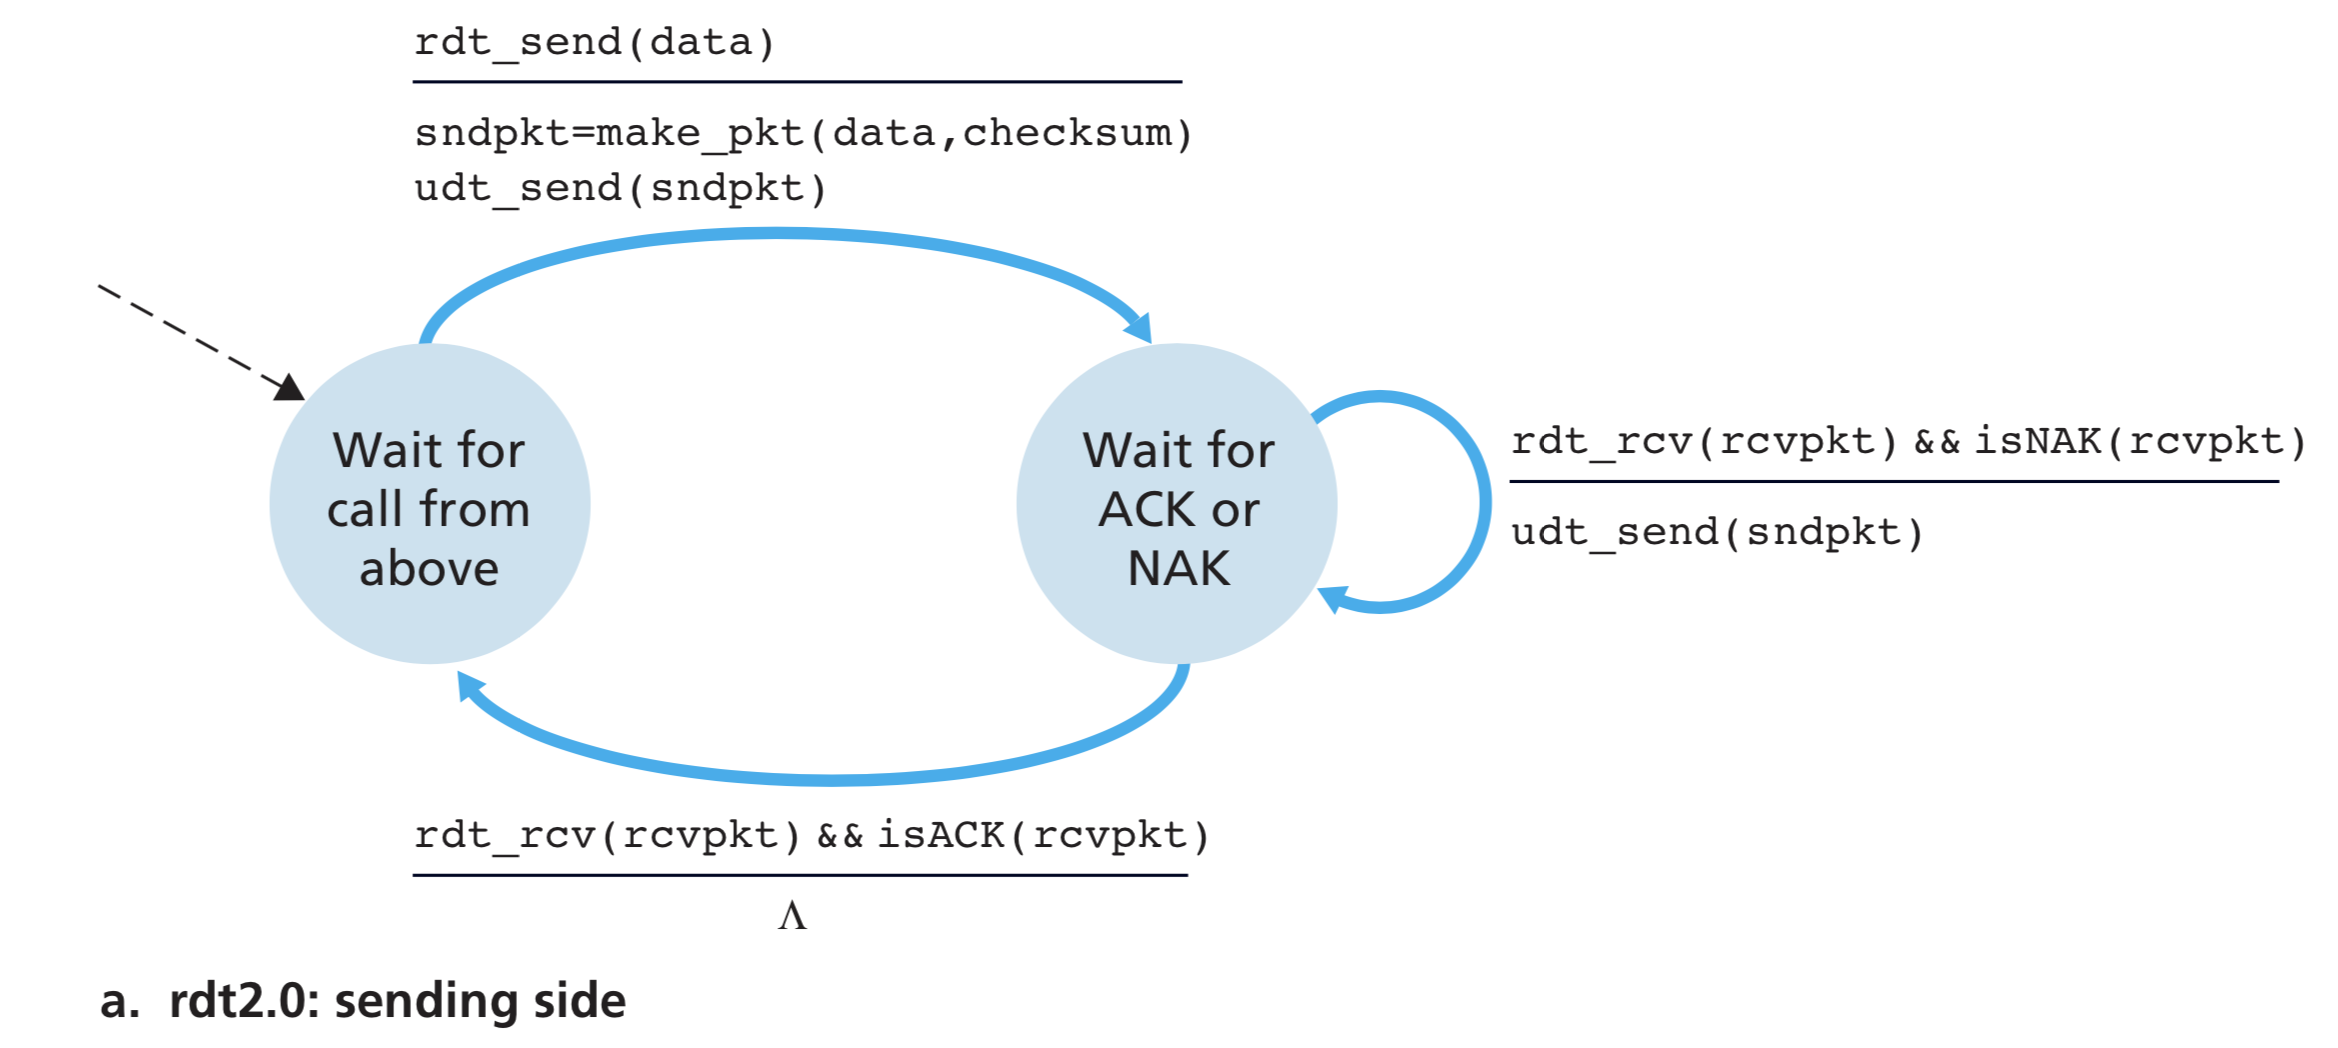 rdt_send(data)
sndpkt=make_pkt(data,checksum)
udt_send(sndpkt)
Wait for
call from
above
Wait for
ACK or
NAK
rdt_rcv(rcvpkt) && isNAK(rcvpkt)
udt_send(sndpkt)
rdt_rcv(rcvpkt) && isACK(rcvpkt)
Λ
a. rdt2.0: sending side